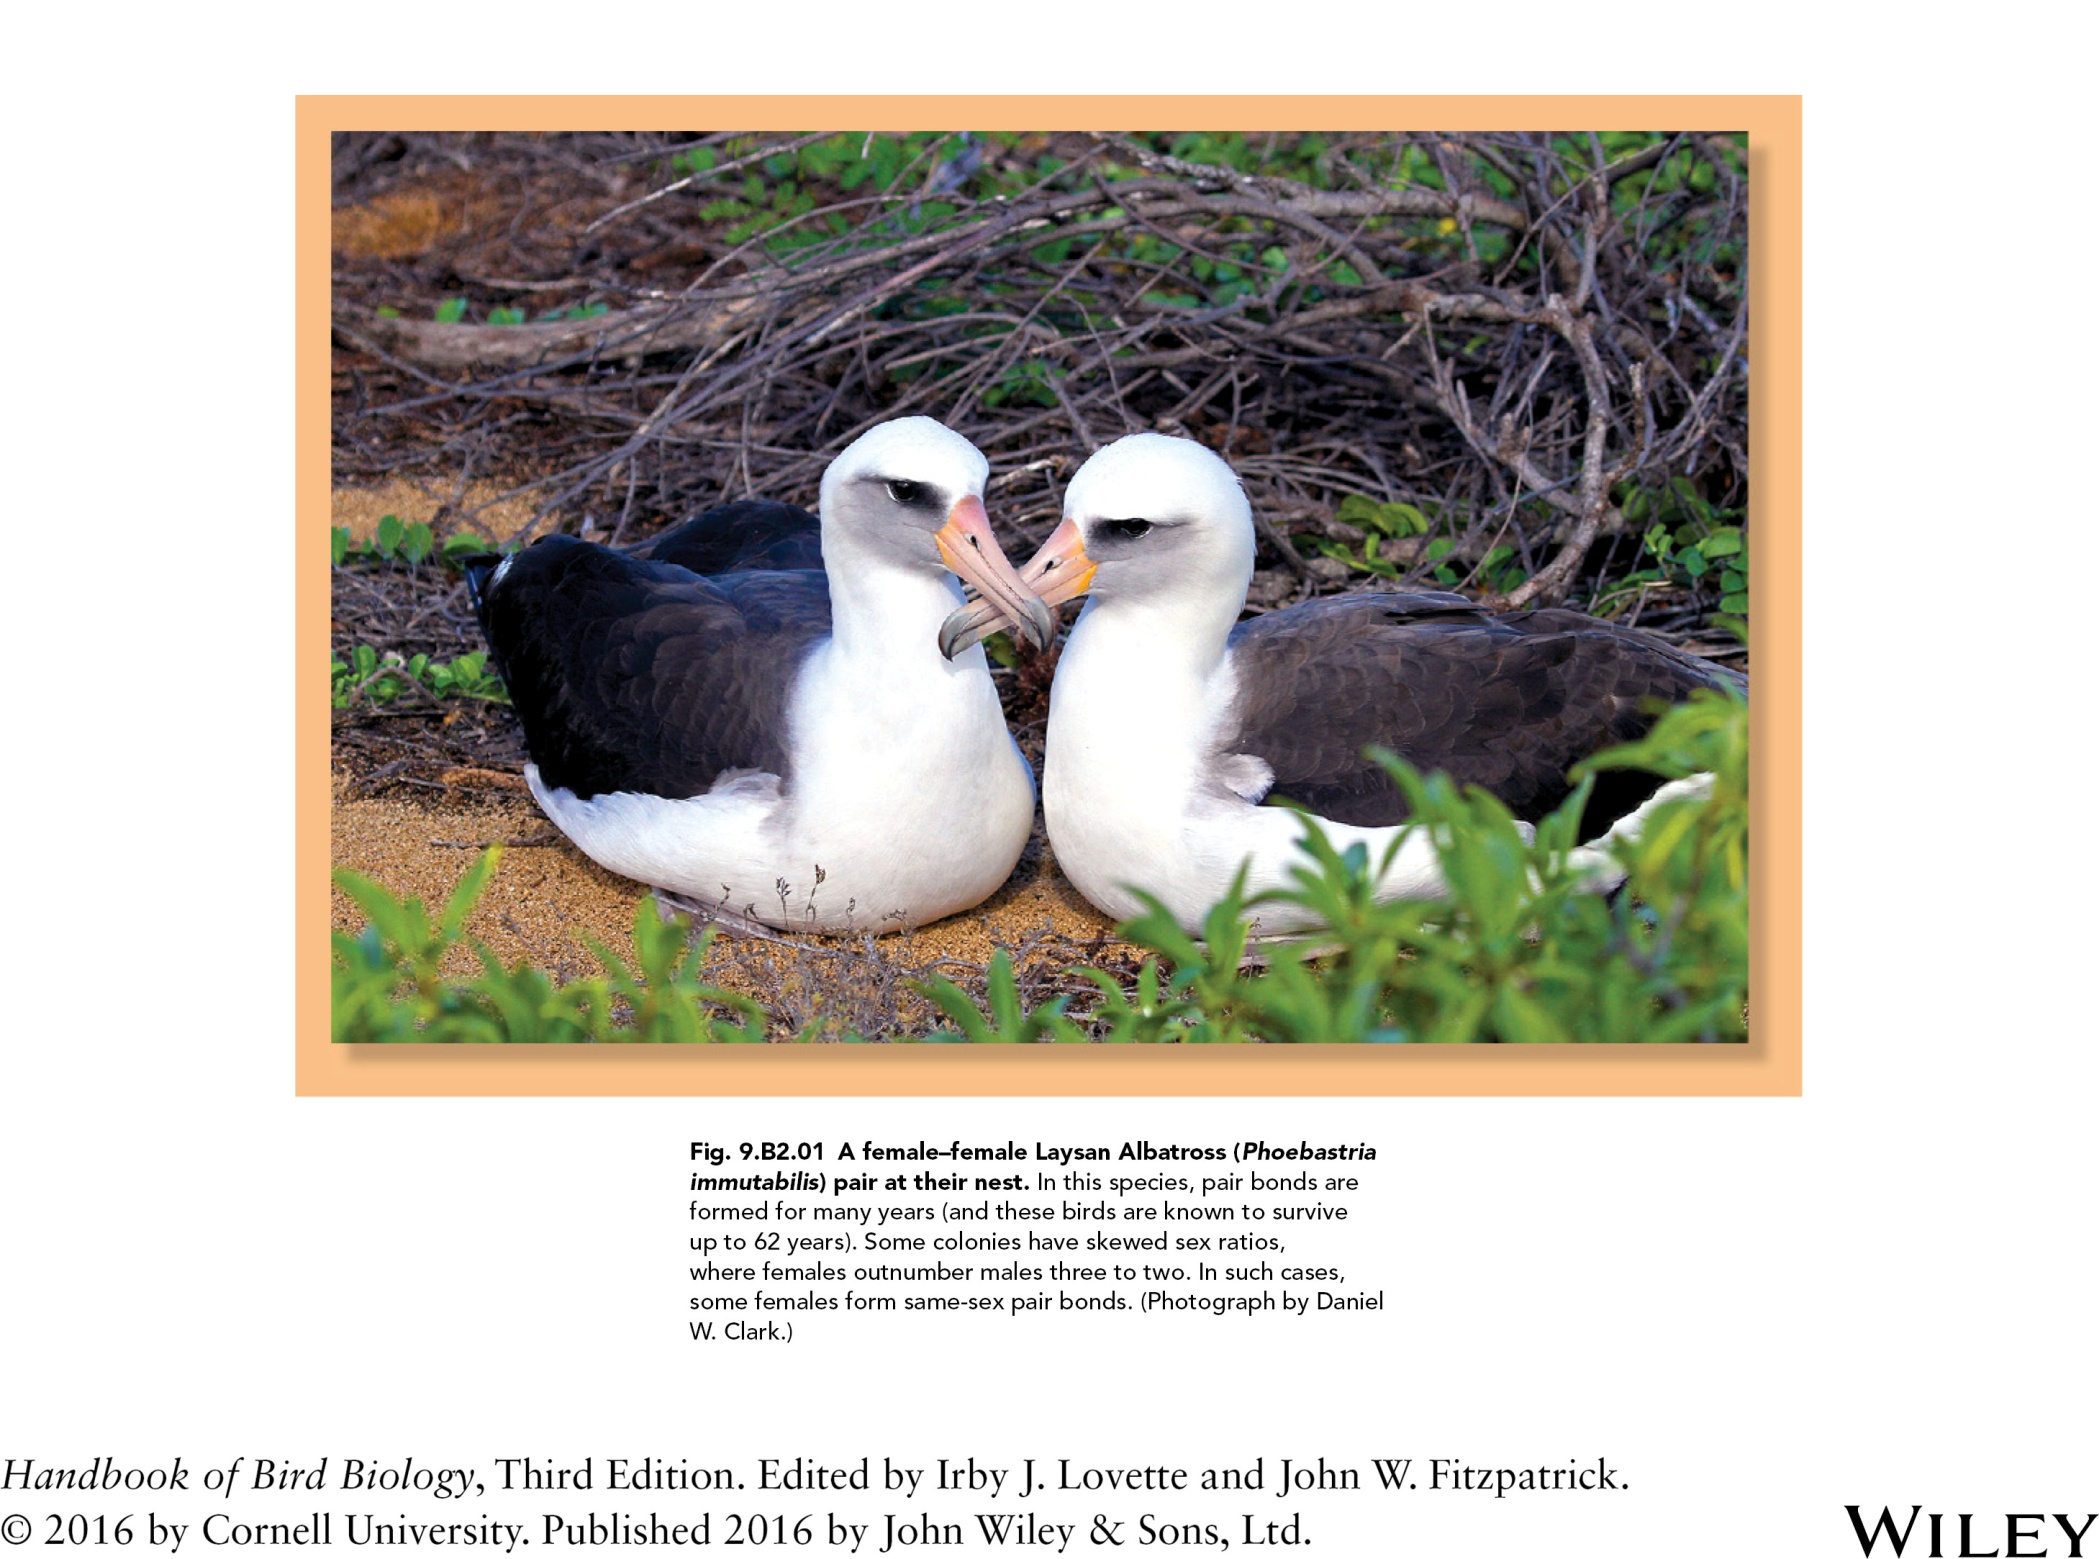 Fig. 9.B2.01 A female–female Laysan Albatross (Phoebastria
immutabilis) pair at their nest. In this species, pair bonds are
formed for many years (and these birds are known to survive
up to 62 years). Some colonies have skewed sex ratios,
where females outnumber males three to two. In such cases,
some females form same-sex pair bonds. (Photograph by Daniel
W. Clark.)
Handbook of Bird Biology, Third Edition. Edited by Irby J. Lovette and John W. Fitzpatrick.
© 2016 by Cornell University. Published 2016 by John Wiley & Sons, Ltd.
WILEY